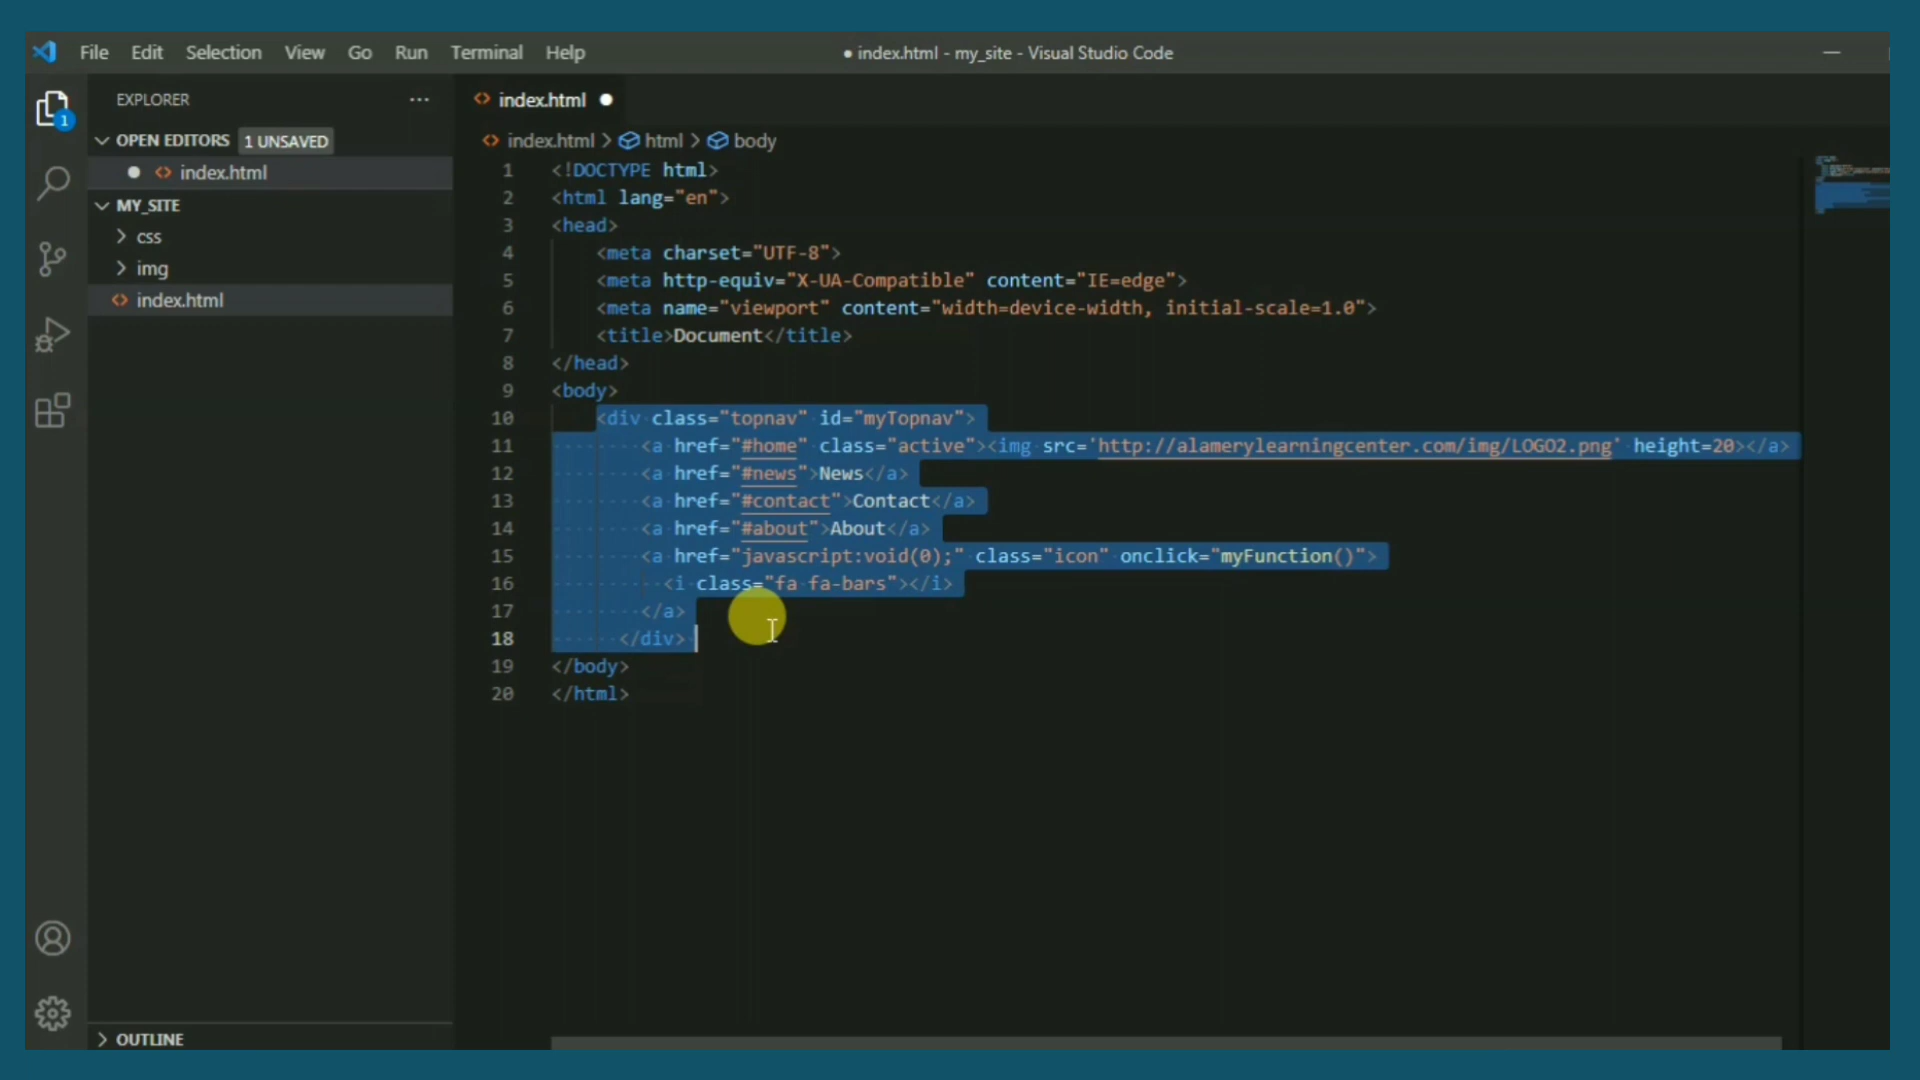 File Edit Selection View Go Run Terminal Help
● index.html - my_site - Visual Studio Code
EXPLORER ···
1
OPEN EDITORS 1 UNSAVED
index.html
MY_SITE
css
img
index.html
OUTLINE
index.html
index.html > html > body
1 <!DOCTYPE html>
2 <html lang="en">
3 <head>
4 <meta charset="UTF-8">
5 <meta http-equiv="X-UA-Compatible" content="IE=edge">
6 <meta name="viewport" content="width=device-width, initial-scale=1.0">
7 <title>Document</title>
8 </head>
9 <body>
10 <div class="topnav" id="myTopnav">
11 <a href="#home" class="active"><img src='http://alamerylearningcenter.com/img/LOGO2.png' height=20></a>
12 <a href="#news">News</a>
13 <a href="#contact">Contact</a>
14 <a href="#about">About</a>
15 <a href="javascript:void(0);" class="icon" onclick="myFunction()">
16 <i class="fa fa-bars"></i>
17 </a>
18 </div>
19 </body>
20 </html>